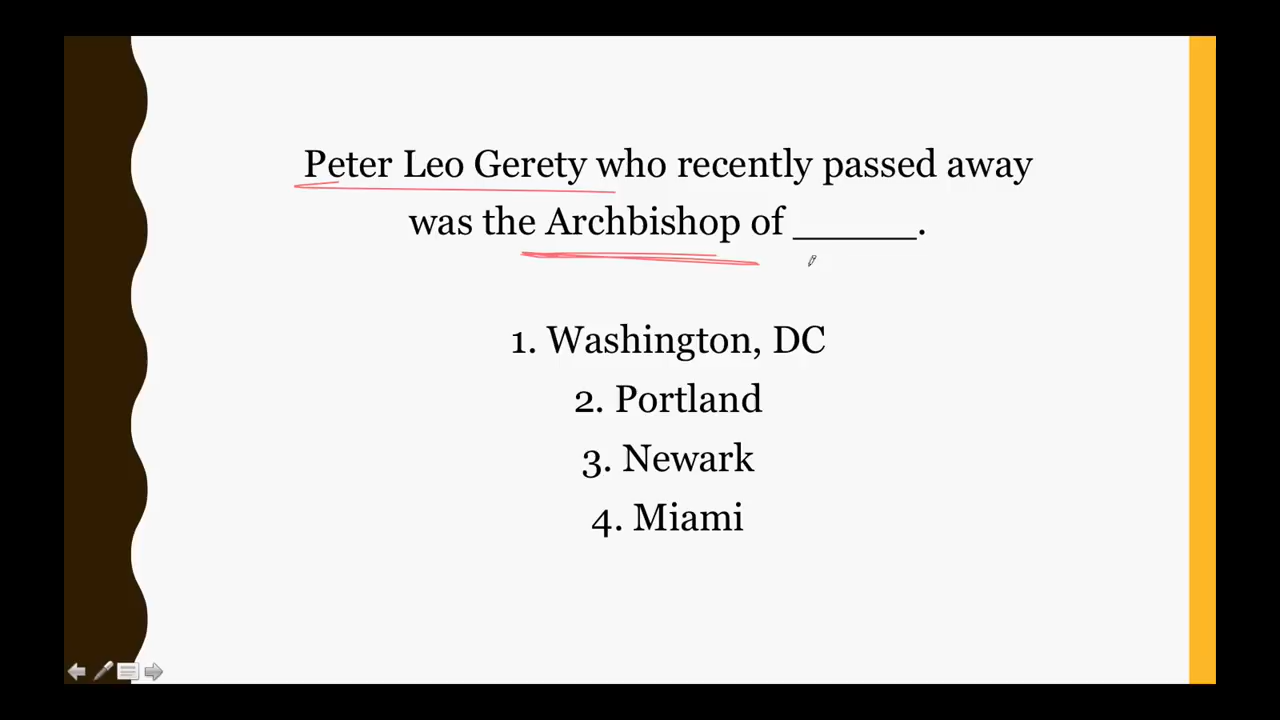 Peter Leo Gerety who recently passed away
was the Archbishop of ______.
1. Washington, DC
2. Portland
3. Newark
4. Miami